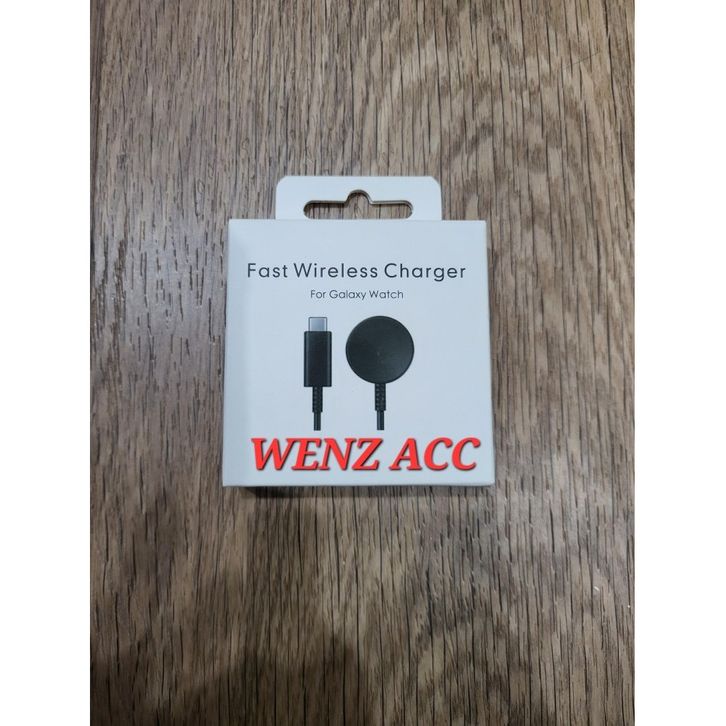 Fast Wireless Charger
For Galaxy Watch
WENZ ACC